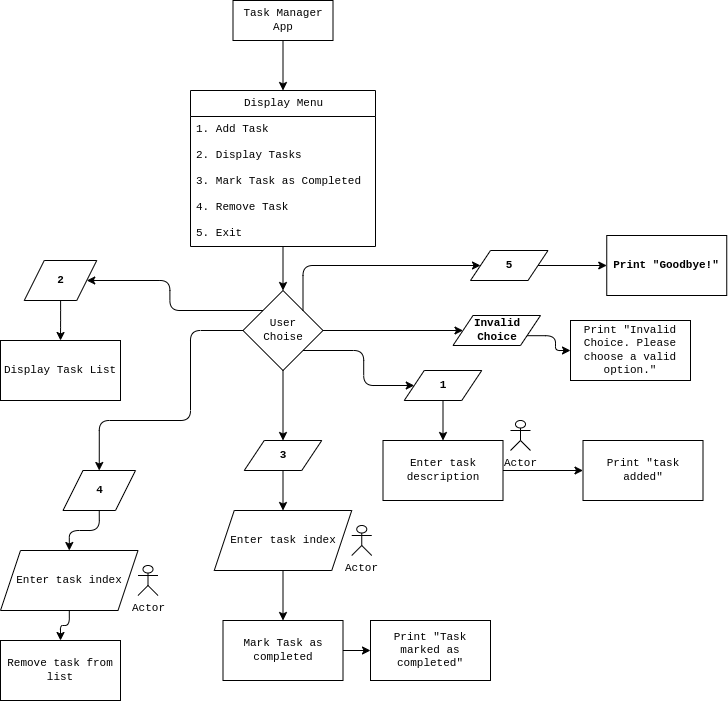 Task Manager
App
Display Menu
1. Add Task
2. Display Tasks
3. Mark Task as Completed
4. Remove Task
5. Exit
User
Choise
5
Print "Goodbye!"
2
Display Task List
Invalid
Choice
Print "Invalid
Choice. Please
choose a valid
option."
1
Enter task
description
Actor
Print "task
added"
3
Enter task index
Actor
Mark Task as
completed
Print "Task
marked as
completed"
4
Enter task index
Actor
Remove task from
list